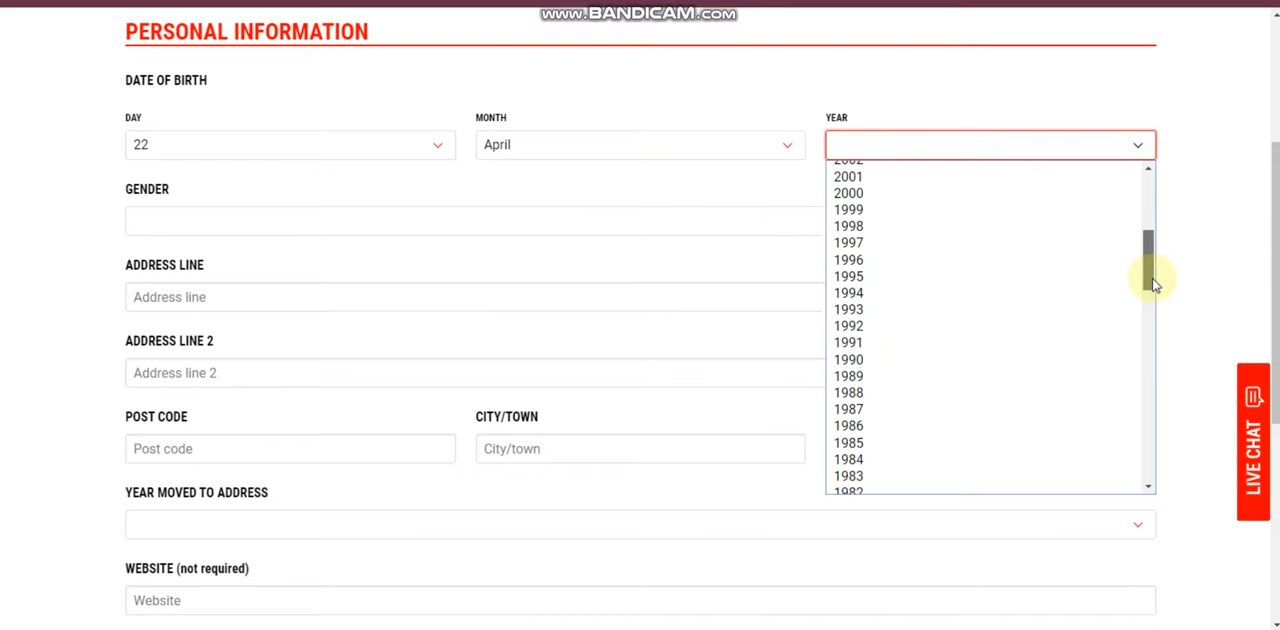 www.BANDICAM.com
PERSONAL INFORMATION
DATE OF BIRTH
DAY MONTH YEAR
22 April
2002
2001
2000
GENDER
1999
1998
1997
1996
ADDRESS LINE
1995
Address line
1994
1993
1992
ADDRESS LINE 2
1991
1990
Address line 2
1989
1988
1987
POST CODE CITY/TOWN
1986
Post code City/town
1985
1984
1983
YEAR MOVED TO ADDRESS
1982
LIVE CHAT
WEBSITE (not required)
Website